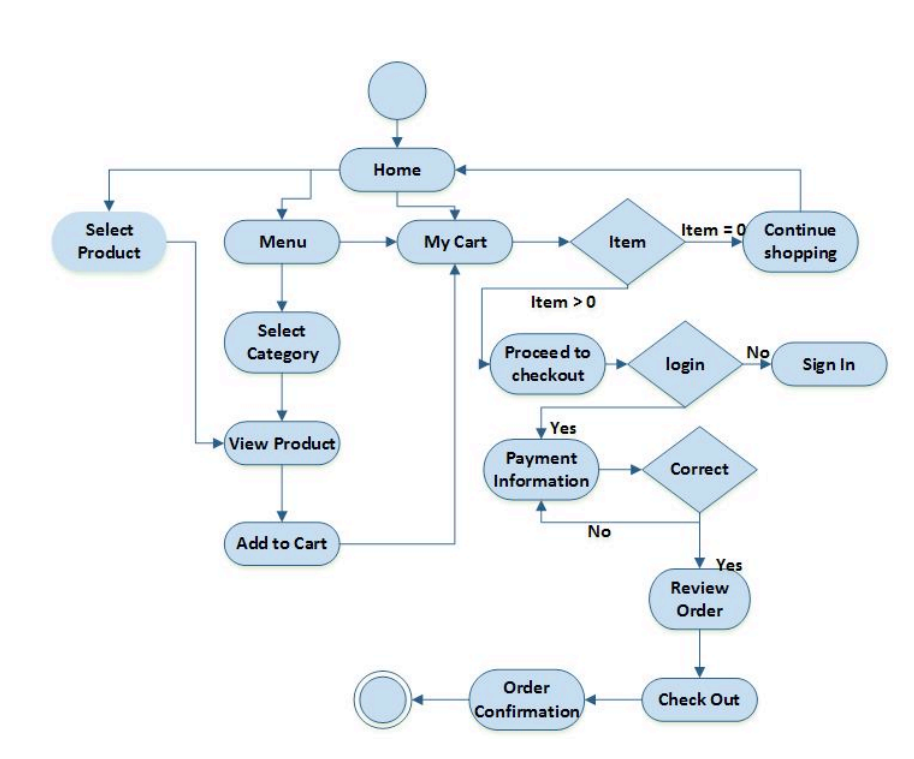 Home
Select
Product
Menu
My Cart
Item
Item = 0
Continue
shopping
Item > 0
Select
Category
Proceed to
checkout
login
No
Sign In
Yes
View Product
Payment
Information
Correct
No
Add to Cart
Yes
Review
Order
Order
Confirmation
Check Out